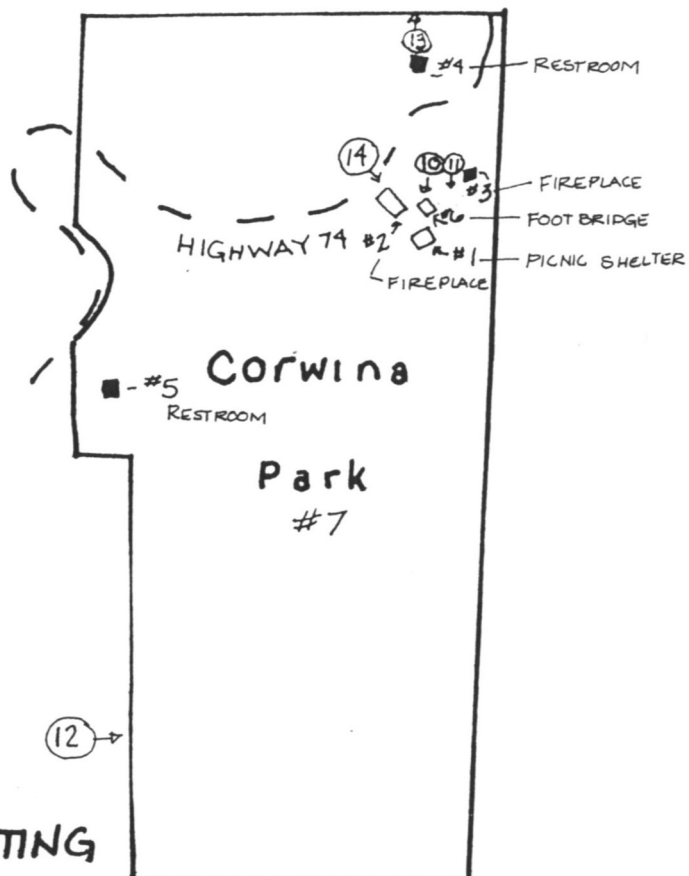 13
#4 RESTROOM
14
10 11
#3 FIREPLACE
#6 FOOT BRIDGE
HIGHWAY 74 #2 #1 PICNIC SHELTER
FIREPLACE
Corwina
#5
RESTROOM
Park
#7
12
TING